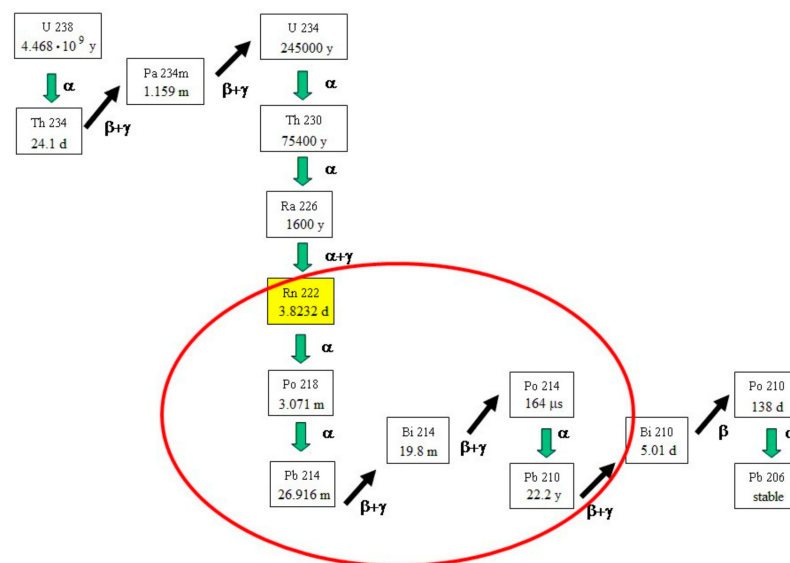 U 238
4.468 • 10⁹ y
α
Th 234
24.1 d
β+γ
Pa 234m
1.159 m
β+γ
U 234
245000 y
α
Th 230
75400 y
α
Ra 226
1600 y
α+γ
Rn 222
3.8232 d
α
Po 218
3.071 m
α
Pb 214
26.916 m
β+γ
Bi 214
19.8 m
β+γ
Po 214
164 µs
α
Pb 210
22.2 y
β+γ
Bi 210
5.01 d
β
Po 210
138 d
Pb 206
stable